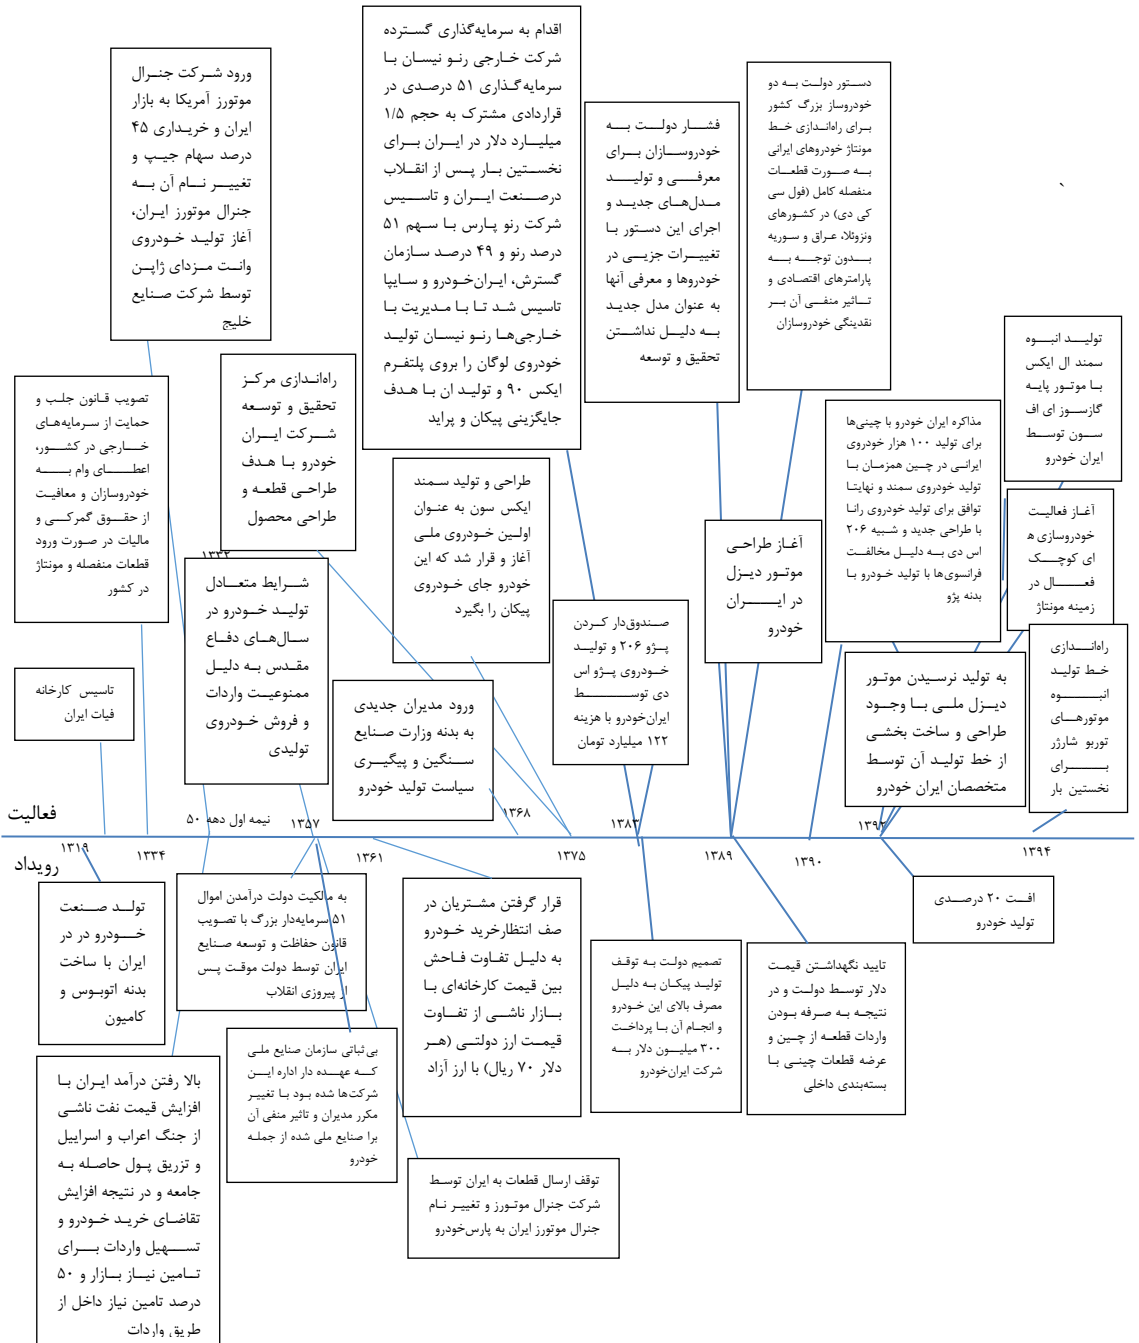 اقدام به سرمایه‌گذاری گسترده
شرکت خارجی رنو نیسان با
سرمایه‌گذاری ۵۱ درصدی در
قراردادی مشترک به حجم ۱/۵
میلیارد دلار در ایران برای
نخستین بار پس از انقلاب
درصنعت ایران و تاسیس
شرکت رنو پارس با سهم ۵۱
درصد رنو و ۴۹ درصد سازمان
گسترش، ایران‌خودرو و سایپا
تاسیس شد تا با مدیریت با
خارجی‌ها رنو نیسان تولید
خودروی لوگان را بروی پلتفرم
ایکس ۹۰ و تولید ان با هدف
جایگزینی پیکان و پراید
ورود شرکت جنرال
موتورز آمریکا به بازار
ایران و خریداری ۴۵
درصد سهام جیپ و
تغییر نام آن به
جنرال موتورز ایران،
آغاز تولید خودروی
وانت مزدای ژاپن
توسط شرکت صنایع
خلیج
دستور دولت به دو
خودروساز بزرگ کشور
برای راه‌اندازی خط
مونتاژ خودروهای ایرانی
به صورت قطعات
منفصله کامل (فول سی
کی دی) در کشورهای
ونزوئلا، عراق و سوریه
بدون توجه به
پارامترهای اقتصادی و
تاثیر منفی آن بر
نقدینگی خودروسازان
فشار دولت به
خودروسازان برای
معرفی و تولید
مدل‌های جدید و
اجرای این دستور با
تغییرات جزیی در
خودروها و معرفی آنها
به عنوان مدل جدید
به دلیل نداشتن
تحقیق و توسعه
`
تولید انبوه
سمند ال ایکس
با موتور پایه
گازسوز ای اف
سون توسط
ایران خودرو
راه‌اندازی مرکز
تحقیق و توسعه
شرکت ایران
خودرو با هدف
طراحی قطعه و
طراحی محصول
تصویب قانون جلب و
حمایت از سرمایه‌های
خارجی در کشور،
اعطای وام به
خودروسازان و معافیت
از حقوق گمرکی و
مالیات در صورت ورود
قطعات منفصله و مونتاژ
در کشور
مذاکره ایران خودرو با چینی‌ها
برای تولید ۱۰۰ هزار خودروی
ایرانی در چین همزمان با
تولید خودروی سمند و نهایتا
توافق برای تولید خودروی رانا
با طراحی جدید و شبیه ۲۰۶
اس دی به دلیل مخالفت
فرانسوی‌ها با تولید خودرو با
بدنه پژو
طراحی و تولید سمند
ایکس سون به عنوان
اولین خودروی ملی
آغاز و قرار شد که این
خودرو جای خودروی
پیکان را بگیرد
آغاز فعالیت
خودروسازی ه
ای کوچک
فعال در
زمینه مونتاژ
آغاز طراحی
موتور دیزل
در ایران
خودرو
۱۳۳۲
شرایط متعادل
تولید خودرو در
سال‌های دفاع
مقدس به دلیل
ممنوعیت واردات
و فروش خودروی
تولیدی
صندوق‌دار کردن
پژو ۲۰۶ و تولید
خودروی پژو اس
دی توسط
ایران‌خودرو با هزینه
۱۲۲ میلیارد تومان
راه‌اندازی
خط تولید
انبوه
موتورهای
توربو شارژر
برای
نخستین بار
به تولید نرسیدن موتور
دیزل ملی با وجود
طراحی و ساخت بخشی
از خط تولید آن توسط
متخصصان ایران خودرو
تاسیس کارخانه
فیات ایران
ورود مدیران جدیدی
به بدنه وزارت صنایع
سنگین و پیگیری
سیاست تولید خودرو
فعالیت
نیمه اول دهه ۵۰
۱۳۵۷
۱۳۶۸
۱۳۸۳
۱۳۹۲
رویداد
۱۳۱۹
۱۳۳۴
۱۳۶۱
۱۳۷۵
۱۳۸۹
۱۳۹۰
۱۳۹۴
تولد صنعت
خودرو در در
ایران با ساخت
بدنه اتوبوس و
کامیون
به مالکیت دولت درآمدن اموال
۵۱ سرمایه‌دار بزرگ با تصویب
قانون حفاظت و توسعه صنایع
ایران توسط دولت موقت پس
از پیروزی انقلاب
قرار گرفتن مشتریان در
صف انتظارخرید خودرو
به دلیل تفاوت فاحش
بین قیمت کارخانه‌ای با
بازار ناشی از تفاوت
قیمت ارز دولتی (هر
دلار ۷۰ ریال) با ارز آزاد
افت ۲۰ درصدی
تولید خودرو
تصمیم دولت به توقف
تولید پیکان به دلیل
مصرف بالای این خودرو
و انجام آن با پرداخت
۳۰۰ میلیون دلار به
شرکت ایران‌خودرو
تایید نگهداشتن قیمت
دلار توسط دولت و در
نتیجه به صرفه بودن
واردات قطعه از چین و
عرضه قطعات چینی با
بسته‌بندی داخلی
بی‌ثباتی سازمان صنایع ملی
که عهده دار اداره این
شرکت‌ها شده بود با تغییر
مکرر مدیران و تاثیر منفی آن
برا صنایع ملی شده از جمله
خودرو
بالا رفتن درآمد ایران با
افزایش قیمت نفت ناشی
از جنگ اعراب و اسراییل
و تزریق پول حاصله به
جامعه و در نتیجه افزایش
تقاضای خرید خودرو و
تسهیل واردات برای
تامین نیاز بازار و ۵۰
درصد تامین نیاز داخل از
طریق واردات
توقف ارسال قطعات به ایران توسط
شرکت جنرال موتورز و تغییر نام
جنرال موتورز ایران به پارس‌خودرو